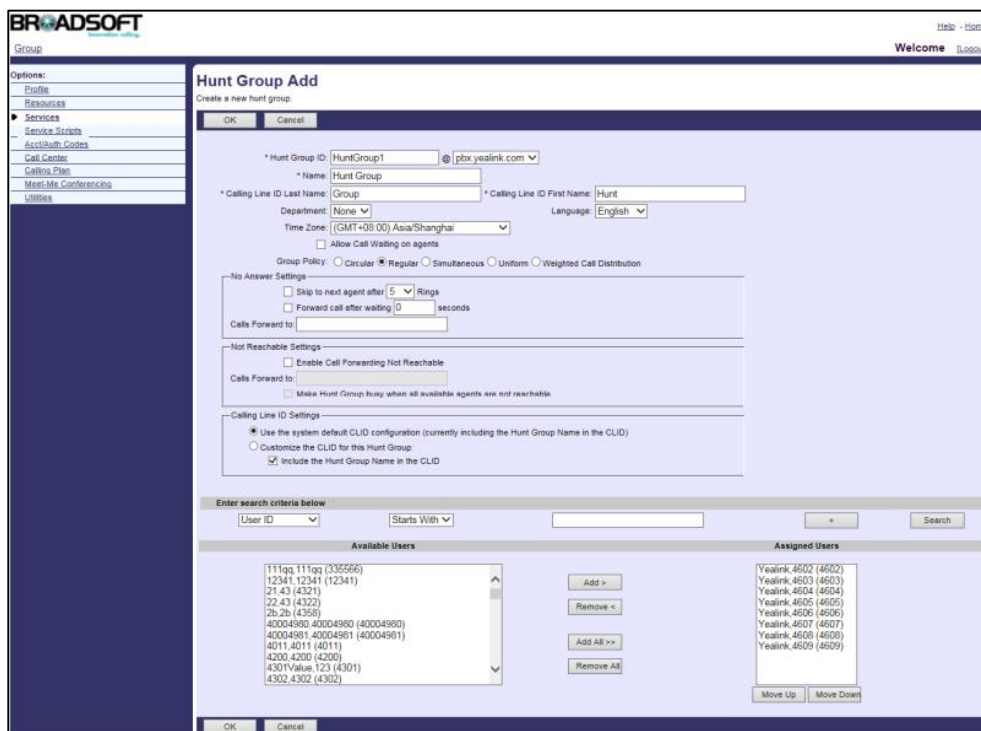 BROADSOFT
innovation calling.
Help - Hom
Group
Welcome [Logou
Options:
Profile
Resources
Services
Service Scripts
Acct/Auth Codes
Call Center
Calling Plan
Meet-Me Conferencing
Utilities
Hunt Group Add
Create a new hunt group.
OK Cancel
* Hunt Group ID: HuntGroup1 @ pbx.yealink.com
* Name: Hunt Group
* Calling Line ID Last Name: Group * Calling Line ID First Name: Hunt
Department: None Language: English
Time Zone: (GMT+08:00) Asia/Shanghai
Allow Call Waiting on agents
Group Policy: Circular Regular Simultaneous Uniform Weighted Call Distribution
No Answer Settings
Skip to next agent after 5 Rings
Forward call after waiting 0 seconds
Calls Forward to:
Not Reachable Settings
Enable Call Forwarding Not Reachable
Calls Forward to:
Make Hunt Group busy when all available agents are not reachable
Calling Line ID Settings
Use the system default CLID configuration (currently including the Hunt Group Name in the CLID)
Customize the CLID for this Hunt Group:
Include the Hunt Group Name in the CLID
Enter search criteria below
User ID Starts With + Search
Available Users Assigned Users
111qq,111qq (335566)
12341,12341 (12341)
21,43 (4321)
22,43 (4322)
2b,2b (4358)
40004980,40004980 (40004980)
40004981,40004981 (40004981)
4011,4011 (4011)
4200,4200 (4200)
4301Value,123 (4301)
4302,4302 (4302)
Add >
Remove <
Add All >>
Remove All
Yealink,4602 (4602)
Yealink,4603 (4603)
Yealink,4604 (4604)
Yealink,4605 (4605)
Yealink,4606 (4606)
Yealink,4607 (4607)
Yealink,4608 (4608)
Yealink,4609 (4609)
Move Up Move Down
OK Cancel